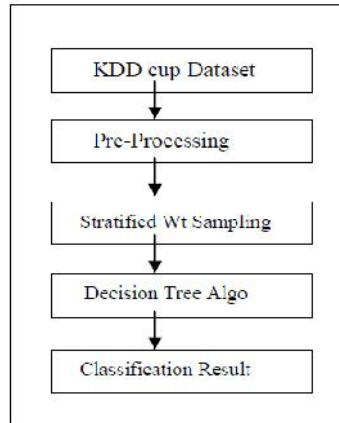 KDD cup Dataset
Pre-Processing
Stratified Wt Sampling
Decision Tree Algo
Classification Result